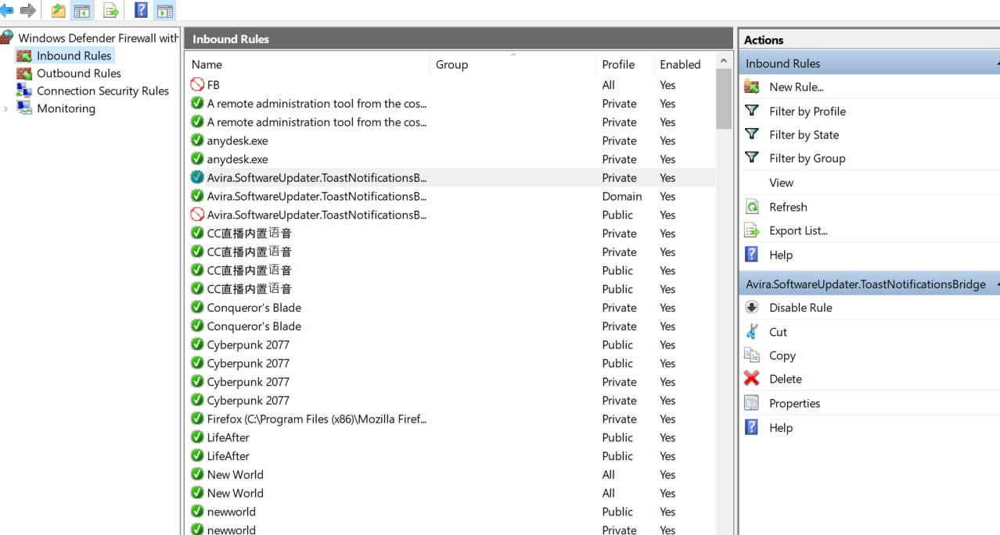 Windows Defender Firewall with
Inbound Rules
Outbound Rules
Connection Security Rules
Monitoring
Inbound Rules
Name Group Profile Enabled
FB All Yes
A remote administration tool from the cos... Private Yes
A remote administration tool from the cos... Private Yes
anydesk.exe Private Yes
anydesk.exe Private Yes
Avira.SoftwareUpdater.ToastNotificationsB... Private Yes
Avira.SoftwareUpdater.ToastNotificationsB... Domain Yes
Avira.SoftwareUpdater.ToastNotificationsB... Public Yes
CC直播内置语音 Private Yes
CC直播内置语音 Private Yes
CC直播内置语音 Public Yes
CC直播内置语音 Public Yes
Conqueror's Blade Private Yes
Conqueror's Blade Private Yes
Cyberpunk 2077 Public Yes
Cyberpunk 2077 Public Yes
Cyberpunk 2077 Private Yes
Cyberpunk 2077 Private Yes
Firefox (C:\Program Files (x86)\Mozilla Firef... Private Yes
LifeAfter Public Yes
LifeAfter Public Yes
New World All Yes
New World All Yes
newworld Public Yes
newworld Private Yes
Actions
Inbound Rules
New Rule...
Filter by Profile
Filter by State
Filter by Group
View
Refresh
Export List...
Help
Avira.SoftwareUpdater.ToastNotificationsBridge
Disable Rule
Cut
Copy
Delete
Properties
Help